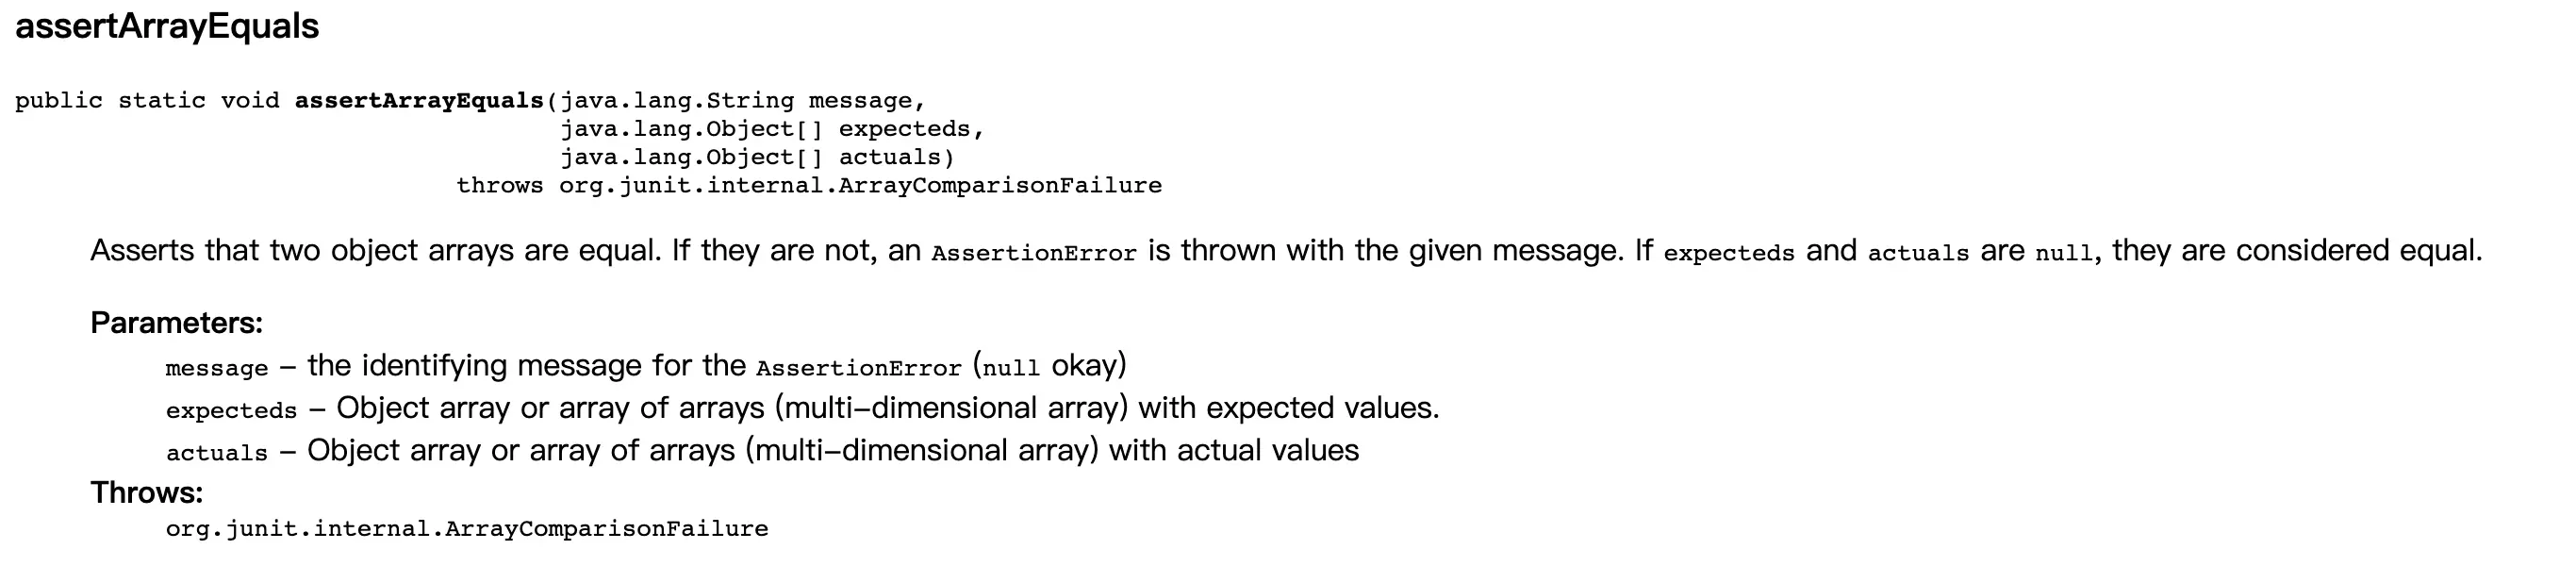 assertArrayEquals
public static void assertArrayEquals(java.lang.String message,
java.lang.Object[] expecteds,
java.lang.Object[] actuals)
throws org.junit.internal.ArrayComparisonFailure
Asserts that two object arrays are equal. If they are not, an AssertionError is thrown with the given message. If expecteds and actuals are null, they are considered equal.
Parameters:
message – the identifying message for the AssertionError (null okay)
expecteds – Object array or array of arrays (multi–dimensional array) with expected values.
actuals – Object array or array of arrays (multi–dimensional array) with actual values
Throws:
org.junit.internal.ArrayComparisonFailure